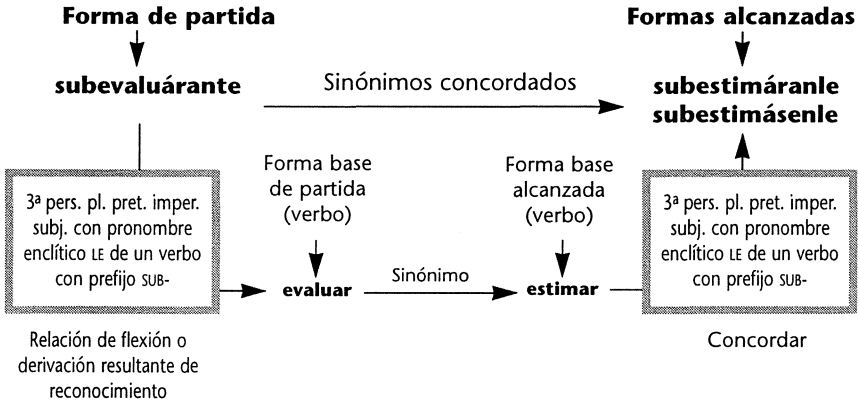 Forma de partida
Formas alcanzadas
subevaluárante
Sinónimos concordados
subestimáranle
subestimásenle
Forma base
de partida
(verbo)
Forma base
alcanzada
(verbo)
3ª pers. pl. pret. imper.
subj. con pronombre
enclítico LE de un verbo
con prefijo SUB-
3ª pers. pl. pret. imper.
subj. con pronombre
enclítico LE de un verbo
con prefijo SUB-
evaluar
Sinónimo
estimar
Relación de flexión o
derivación resultante de
reconocimiento
Concordar